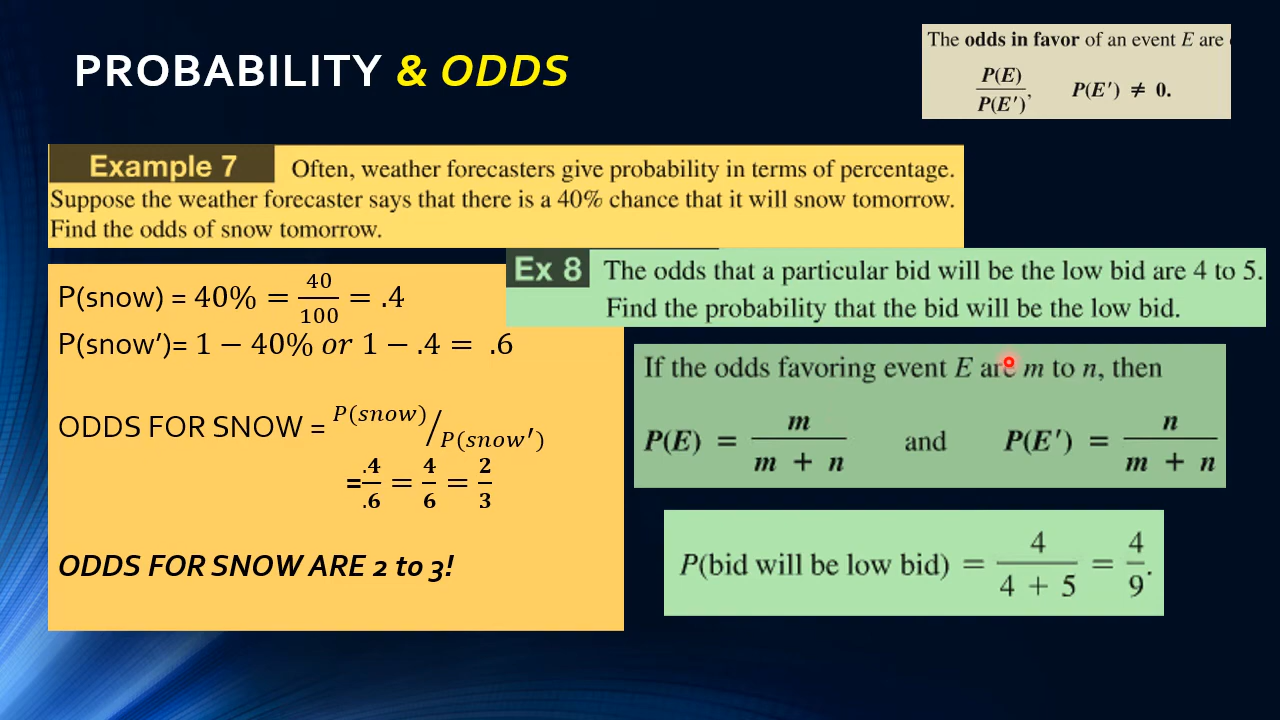 PROBABILITY & ODDS
The odds in favor of an event E are
P(E)/P(E′), P(E′) ≠ 0.
Example 7 Often, weather forecasters give probability in terms of percentage.
Suppose the weather forecaster says that there is a 40% chance that it will snow tomorrow.
Find the odds of snow tomorrow.
P(snow) = 40% = 40/100 = .4
P(snow’)= 1 − 40% or 1 − .4 = .6
ODDS FOR SNOW = P(snow)/P(snow′)
=.4/.6 = 4/6 = 2/3
ODDS FOR SNOW ARE 2 to 3!
Ex 8 The odds that a particular bid will be the low bid are 4 to 5.
Find the probability that the bid will be the low bid.
If the odds favoring event E are m to n, then
P(E) = m/(m + n) and P(E′) = n/(m + n)
P(bid will be low bid) = 4/(4 + 5) = 4/9.